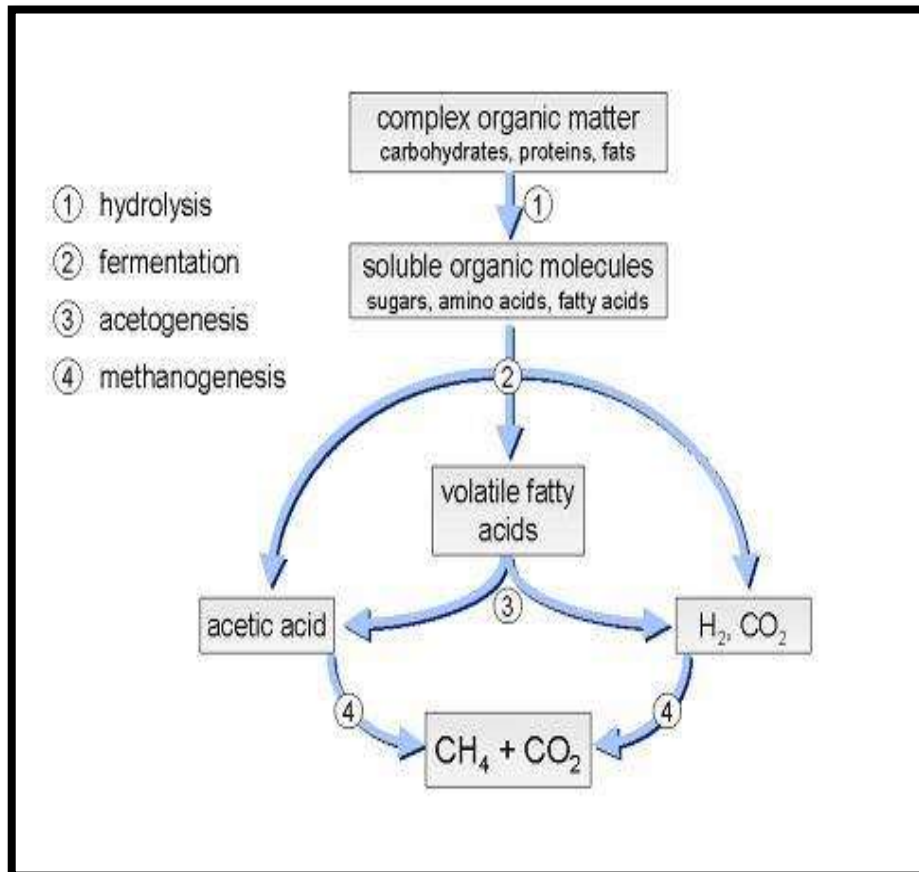 complex organic matter
carbohydrates, proteins, fats
① hydrolysis
① 
② fermentation
soluble organic molecules
sugars, amino acids, fatty acids
③ acetogenesis
④ methanogenesis
②
volatile fatty
acids
③
acetic acid
H₂, CO₂
④
④
CH₄ + CO₂